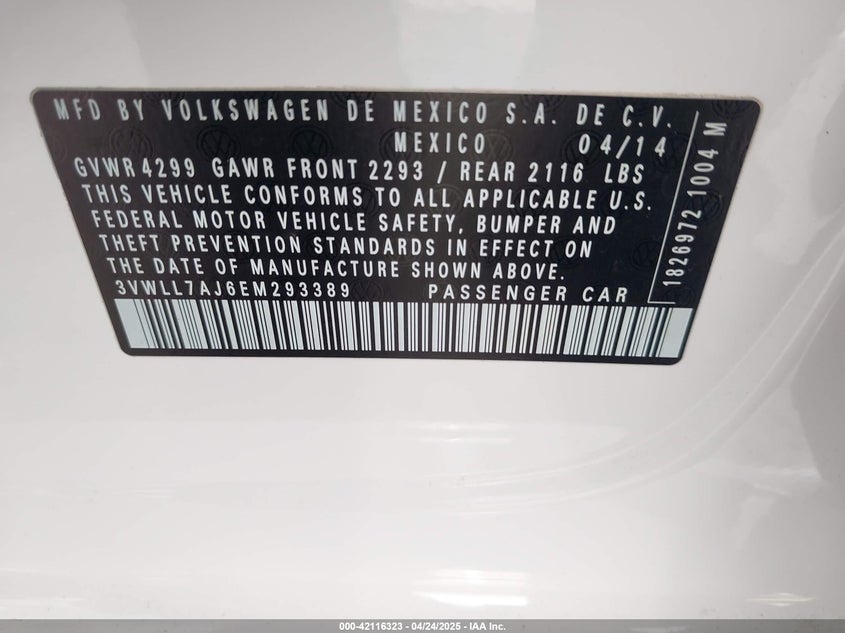 MFD BY VOLKSWAGEN DE MEXICO S.A. DE C.V.
MEXICO 04/14
GVWR 4299 GAWR FRONT 2293 / REAR 2116 LBS
THIS VEHICLE CONFORMS TO ALL APPLICABLE U.S.
FEDERAL MOTOR VEHICLE SAFETY, BUMPER AND
THEFT PREVENTION STANDARDS IN EFFECT ON
THE DATE OF MANUFACTURE SHOWN ABOVE.
3VWLL7AJ6EM293389 PASSENGER CAR
1826972 1004 M
000-42116323 - 04/24/2025 - IAA Inc.